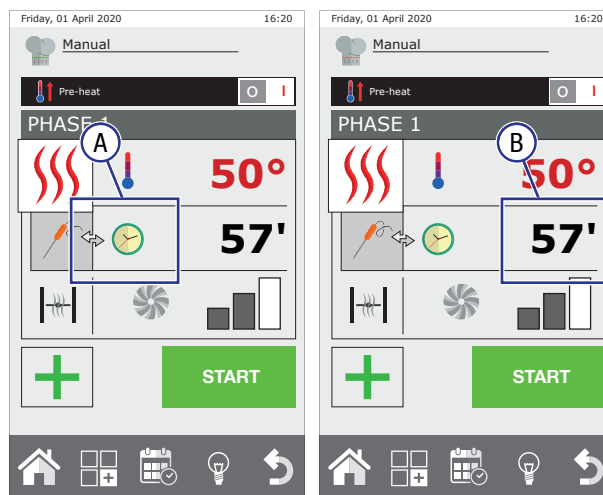 Friday, 01 April 2020 16:20
Manual
Pre-heat O I
PHASE 1
A
50°
57'
START
Friday, 01 April 2020 16:20
Manual
Pre-heat O I
PHASE 1
B
50°
57'
START